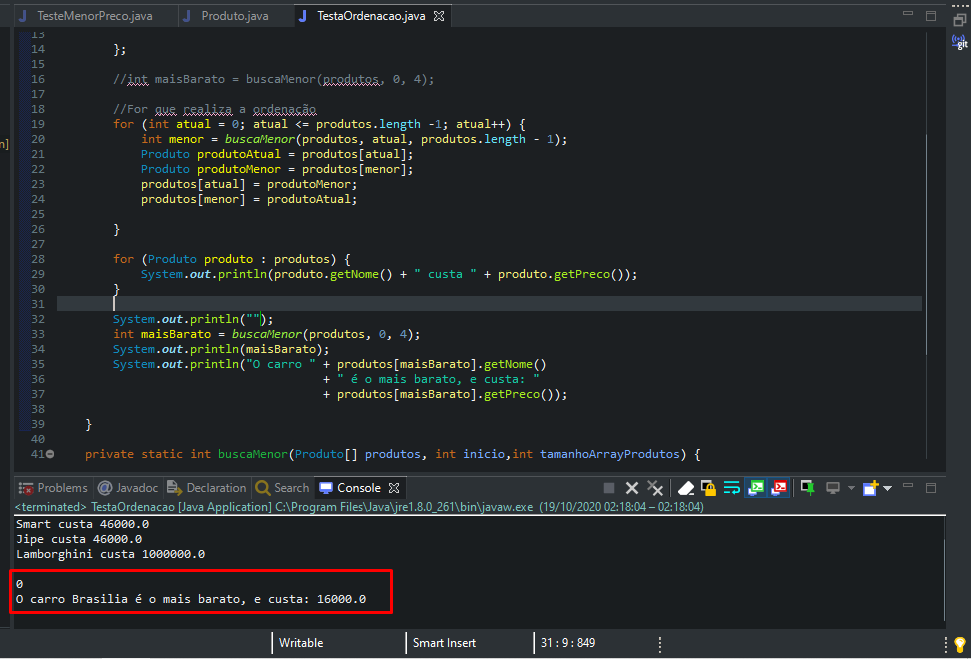 TesteMenorPreco.java Produto.java TestaOrdenacao.java
13
14 };
15
16 //int maisBarato = buscaMenor(produtos, 0, 4);
17
18 //For que realiza a ordenação
19 for (int atual = 0; atual <= produtos.length -1; atual++) {
20 int menor = buscaMenor(produtos, atual, produtos.length - 1);
21 Produto produtoAtual = produtos[atual];
22 Produto produtoMenor = produtos[menor];
23 produtos[atual] = produtoMenor;
24 produtos[menor] = produtoAtual;
25
26 }
27
28 for (Produto produto : produtos) {
29 System.out.println(produto.getNome() + " custa " + produto.getPreco());
30 }
31
32 System.out.println("");
33 int maisBarato = buscaMenor(produtos, 0, 4);
34 System.out.println(maisBarato);
35 System.out.println("O carro " + produtos[maisBarato].getNome()
36 + " é o mais barato, e custa: "
37 + produtos[maisBarato].getPreco());
38
39 }
40
41 private static int buscaMenor(Produto[] produtos, int inicio,int tamanhoArrayProdutos) {
n]
git
Problems @ Javadoc Declaration Search Console
<terminated> TestaOrdenacao [Java Application] C:\Program Files\Java\jre1.8.0_261\bin\javaw.exe (19/10/2020 02:18:04 – 02:18:04)
Smart custa 46000.0
Jipe custa 46000.0
Lamborghini custa 1000000.0
0
O carro Brasilia é o mais barato, e custa: 16000.0
Writable Smart Insert 31 : 9 : 849